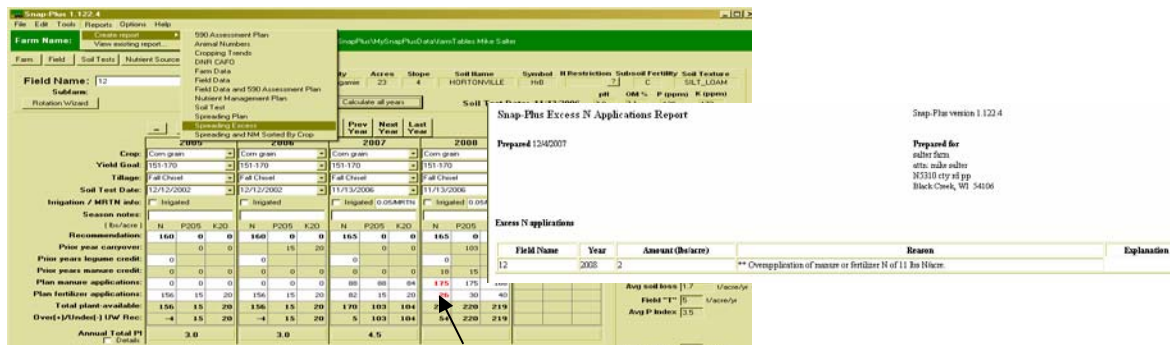 Snap-Plus 1.122.4
File Edit Tools Reports Options Help
Farm Name:
SnapPlus\MySnapPlusData\farmTables Mike Salter
Create report
View existing report...
590 Assessment Plan
Animal Numbers
Cropping Trends
DNR CAFO
Farm Data
Field Data
Field Data and 590 Assessment Plan
Nutrient Management Plan
Soil Test
Spreading Plan
Spreading Excess
Spreading and NM Sorted By Crop
Farm Field Soil Tests Nutrient Source
Field Name: 12
Subfarm:
Rotation Wizard
Acres Slope Soil Name Symbol N Restriction Subsoil Fertility Soil Texture
23 4 HORTONVILLE HrB ? C SILT_LOAM
pH OM % P (ppm) K (ppm)
Calculate all years
Prev Year Next Year Last Year
2005 2006 2007 2008
Crop: Corn grain Corn grain Corn grain Corn grain
Yield Goal: 151-170 151-170 151-170 151-170
Tillage: Fall Chisel Fall Chisel Fall Chisel Fall Chisel
Soil Test Date: 12/12/2002 12/12/2002 11/13/2006 11/13/2006
Irrigation / MRTN info: Irrigated Irrigated Irrigated 0.05/MRTN Irrigated
Season notes:
( lbs/acre ) N P205 K20 N P205 K20 N P205 K20 N P205
Recommendation: 160 0 0 160 0 0 165 0 0 165 0
Prior year carryover: 0 0 15 20 0 0 103
Prior years legume credit: 0 0 0 0
Prior years manure credit: 0 0 0 0 0 0 0 0 0 18 15
Plan manure applications: 0 0 0 0 0 0 88 88 84 175 175
Plan fertilizer applications: 156 15 20 156 15 20 82 15 20 30 40
Total plant-available: 156 15 20 156 15 20 170 103 104 220 219
Over(+)/Under(-) UW Rec: -4 15 20 -4 15 20 5 103 104 54 220 219
Annual Total PI 3.0 3.0 4.5
Details
Avg soil loss 1.7 t/acre/yr
Field "T" 5 t/acre/yr
Avg P Index 3.5
Snap-Plus Excess N Applications Report
Snap-Plus version 1.122.4
Prepared 12/4/2007
Prepared for
salter farm
attn: mike salter
N5310 cty rd pp
Black Creek, WI 54106
Excess N applications
Field Name Year Amount (lbs/acre) Reason Explanation
12 2008 2 ** Overapplication of manure or fertilizer N of 11 lbs N/acre.